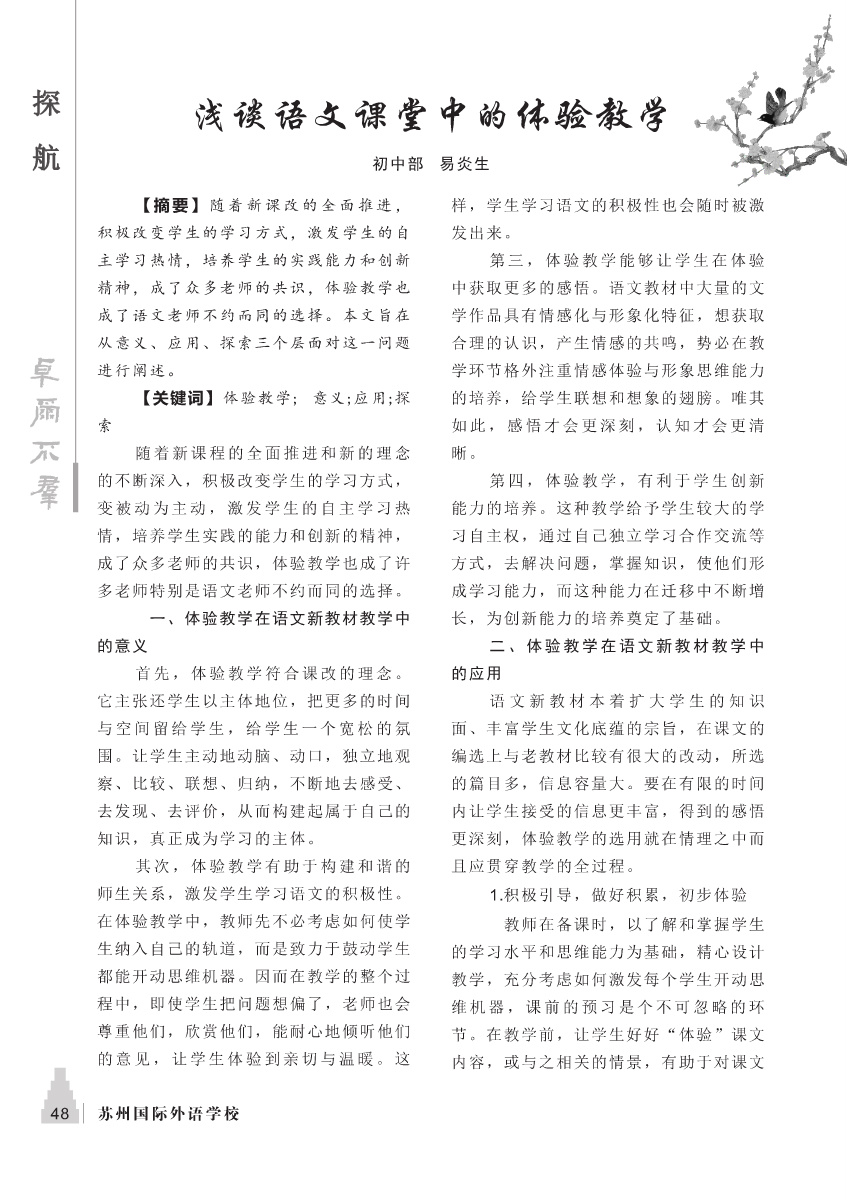 探
航
卓尔不群
浅谈语文课堂中的体验教学
初中部 易炎生
【摘要】随着新课改的全面推进，
积极改变学生的学习方式，激发学生的自
主学习热情，培养学生的实践能力和创新
精神，成了众多老师的共识，体验教学也
成了语文老师不约而同的选择。本文旨在
从意义、应用、探索三个层面对这一问题
进行阐述。
【关键词】体验教学； 意义;应用;探
索
随着新课程的全面推进和新的理念
的不断深入，积极改变学生的学习方式，
变被动为主动，激发学生的自主学习热
情，培养学生实践的能力和创新的精神，
成了众多老师的共识，体验教学也成了许
多老师特别是语文老师不约而同的选择。
一、体验教学在语文新教材教学中
的意义
首先，体验教学符合课改的理念。
它主张还学生以主体地位，把更多的时间
与空间留给学生，给学生一个宽松的氛
围。让学生主动地动脑、动口，独立地观
察、比较、联想、归纳，不断地去感受、
去发现、去评价，从而构建起属于自己的
知识，真正成为学习的主体。
其次，体验教学有助于构建和谐的
师生关系，激发学生学习语文的积极性。
在体验教学中，教师先不必考虑如何使学
生纳入自己的轨道，而是致力于鼓动学生
都能开动思维机器。因而在教学的整个过
程中，即使学生把问题想偏了，老师也会
尊重他们，欣赏他们，能耐心地倾听他们
的意见，让学生体验到亲切与温暖。这
样，学生学习语文的积极性也会随时被激
发出来。
第三，体验教学能够让学生在体验
中获取更多的感悟。语文教材中大量的文
学作品具有情感化与形象化特征，想获取
合理的认识，产生情感的共鸣，势必在教
学环节格外注重情感体验与形象思维能力
的培养，给学生联想和想象的翅膀。唯其
如此，感悟才会更深刻，认知才会更清
晰。
第四，体验教学，有利于学生创新
能力的培养。这种教学给予学生较大的学
习自主权，通过自己独立学习合作交流等
方式，去解决问题，掌握知识，使他们形
成学习能力，而这种能力在迁移中不断增
长，为创新能力的培养奠定了基础。
二、体验教学在语文新教材教学中
的应用
语文新教材本着扩大学生的知识
面、丰富学生文化底蕴的宗旨，在课文的
编选上与老教材比较有很大的改动，所选
的篇目多，信息容量大。要在有限的时间
内让学生接受的信息更丰富，得到的感悟
更深刻，体验教学的选用就在情理之中而
且应贯穿教学的全过程。
1.积极引导，做好积累，初步体验
教师在备课时，以了解和掌握学生
的学习水平和思维能力为基础，精心设计
教学，充分考虑如何激发每个学生开动思
维机器，课前的预习是个不可忽略的环
节。在教学前，让学生好好“体验”课文
内容，或与之相关的情景，有助于对课文
48 苏州国际外语学校